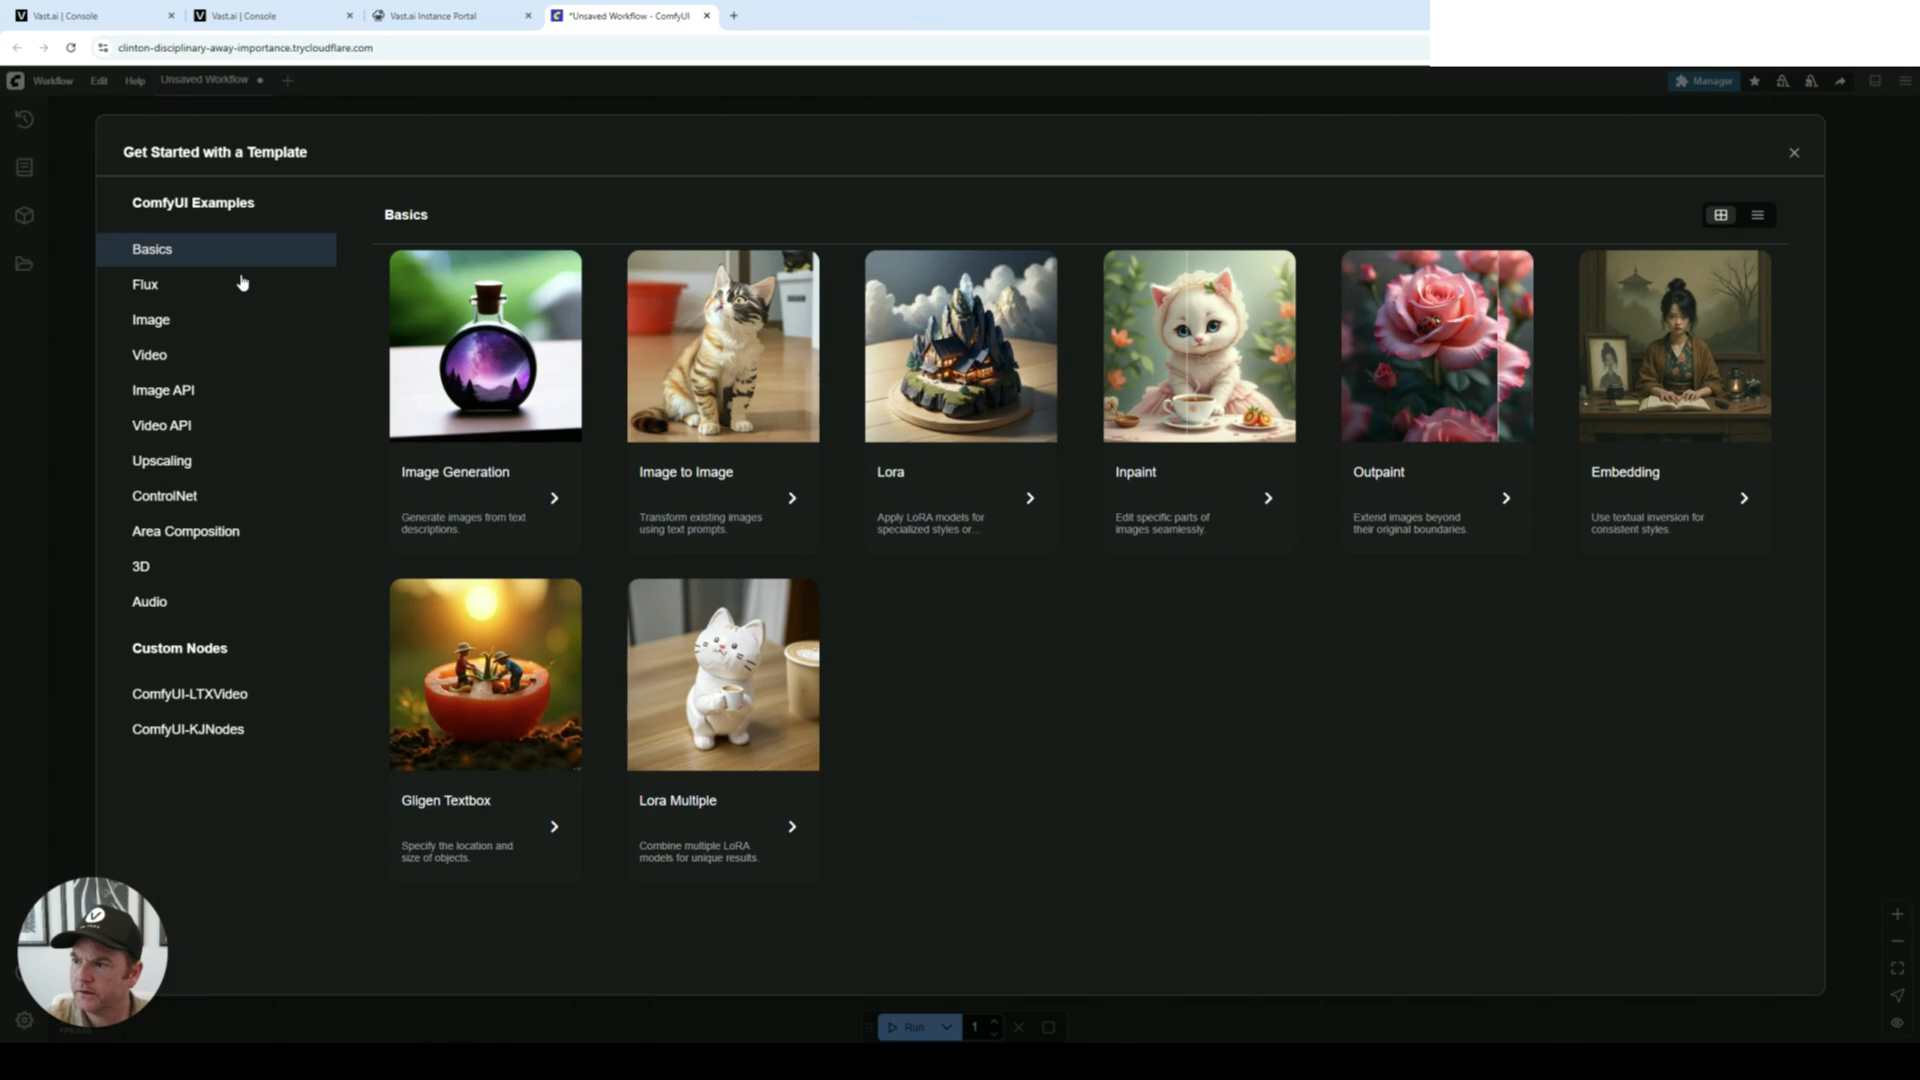 Vast.ai | Console
Vast.ai | Console
Vast.ai Instance Portal
*Unsaved Workflow - ComfyUI
clinton-disciplinary-away-importance.trycloudflare.com
Workflow
Edit
Help
Unsaved Workflow
Manager
Get Started with a Template
ComfyUI Examples
Basics
Flux
Image
Video
Image API
Video API
Upscaling
ControlNet
Area Composition
3D
Audio
Custom Nodes
ComfyUI-LTXVideo
ComfyUI-KJNodes
Basics
Image Generation
Generate images from text
descriptions.
Image to Image
Transform existing images
using text prompts.
Lora
Apply LoRA models for
specialized styles or...
Inpaint
Edit specific parts of
images seamlessly.
Outpaint
Extend images beyond
their original boundaries.
Embedding
Use textual inversion for
consistent styles.
Gligen Textbox
Specify the location and
size of objects.
Lora Multiple
Combine multiple LoRA
models for unique results.
Run
1